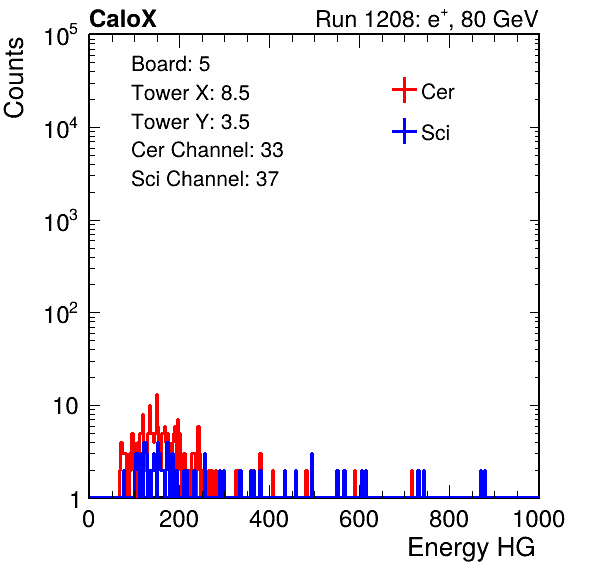 CaloX Run 1208: e⁺, 80 GeV
Counts
Board: 5
Tower X: 8.5
Tower Y: 3.5
Cer Channel: 33
Sci Channel: 37
Cer
Sci
10⁵
10⁴
10³
10²
10
1
0 200 400 600 800 1000
Energy HG